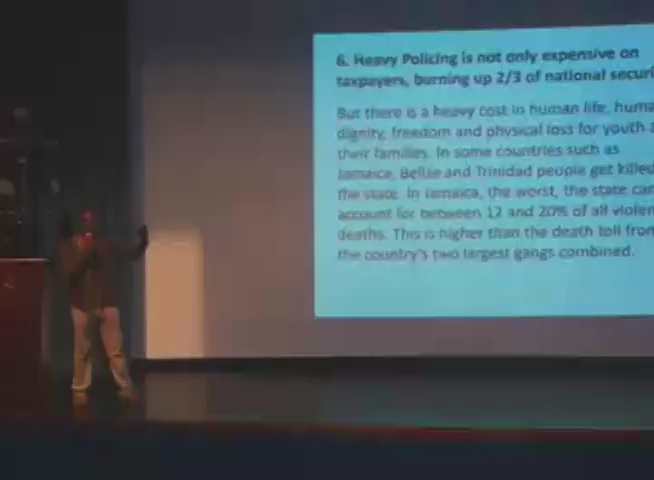 6. Heavy Policing is not only expensive on
taxpayers, burning up 2/3 of national securi
But there is a heavy cost in human life, huma
dignity, freedom and physical loss for youth a
their families. In some countries such as
Jamaica, Belize and Trinidad people get killed
the state. In Jamaica, the worst, the state can
account for between 12 and 20% of all violen
deaths. This is higher than the death toll from
the country's two largest gangs combined.